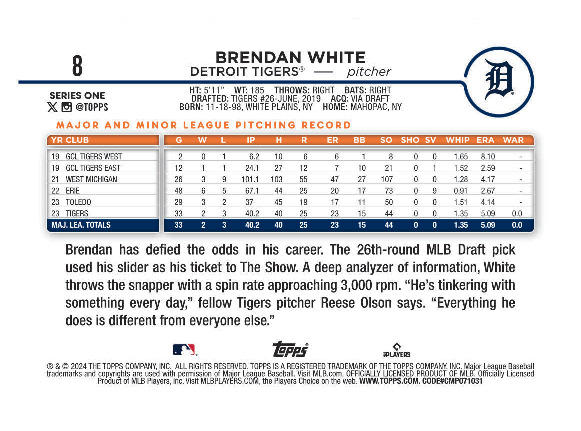 8
BRENDAN WHITE
DETROIT TIGERS® — pitcher
SERIES ONE
@TOPPS
HT: 5'11" WT: 185 THROWS: RIGHT BATS: RIGHT
DRAFTED: TIGERS #26-JUNE, 2019 ACQ: VIA DRAFT
BORN: 11-18-98, WHITE PLAINS, NY HOME: MAHOPAC, NY
MAJOR AND MINOR LEAGUE PITCHING RECORD
YR CLUB G W L IP H R ER BB SO SHO SV WHIP ERA WAR
19 GCL TIGERS WEST 2 0 1 6.2 10 6 6 1 8 0 0 1.65 8.10 -
19 GCL TIGERS EAST 12 1 1 24.1 27 12 7 10 21 0 1 1.52 2.59 -
21 WEST MICHIGAN 26 3 9 101.1 103 55 47 27 107 0 0 1.28 4.17 -
22 ERIE 48 6 5 67.1 44 25 20 17 73 0 9 0.91 2.67 -
23 TOLEDO 29 3 2 37 45 18 17 11 50 0 0 1.51 4.14 -
23 TIGERS 33 2 3 40.2 40 25 23 15 44 0 0 1.35 5.09 0.0
MAJ. LEA. TOTALS 33 2 3 40.2 40 25 23 15 44 0 0 1.35 5.09 0.0
Brendan has defied the odds in his career. The 26th-round MLB Draft pick
used his slider as his ticket to The Show. A deep analyzer of information, White
throws the snapper with a spin rate approaching 3,000 rpm. “He's tinkering with
something every day,” fellow Tigers pitcher Reese Olson says. “Everything he
does is different from everyone else.”
Topps
PLAYERS
® & © 2024 THE TOPPS COMPANY, INC. ALL RIGHTS RESERVED. TOPPS IS A REGISTERED TRADEMARK OF THE TOPPS COMPANY, INC. Major League Baseball
trademarks and copyrights are used with permission of Major League Baseball. Visit MLB.com. OFFICIALLY LICENSED PRODUCT OF MLB. Officially Licensed
Product of MLB Players, Inc. Visit MLBPLAYERS.COM, the Players Choice on the web. WWW.TOPPS.COM. CODE#CMP071031